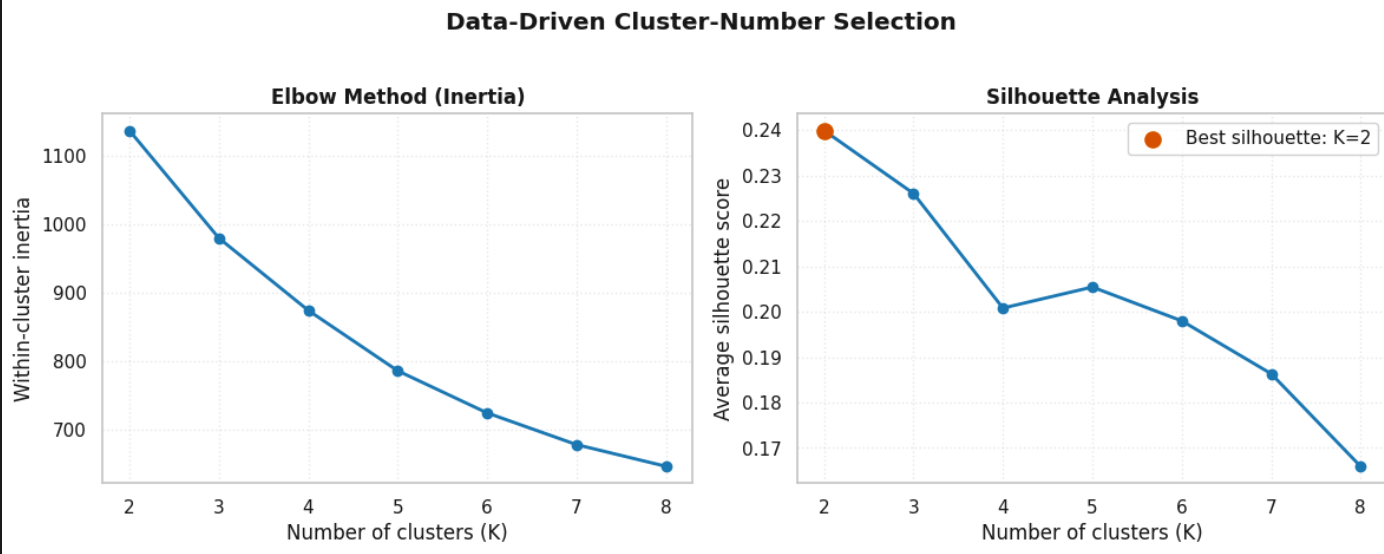 Data-Driven Cluster-Number Selection
Elbow Method (Inertia)
Within-cluster inertia
1100
1000
900
800
700
2 3 4 5 6 7 8
Number of clusters (K)
Silhouette Analysis
Best silhouette: K=2
Average silhouette score
0.24
0.23
0.22
0.21
0.20
0.19
0.18
0.17
2 3 4 5 6 7 8
Number of clusters (K)